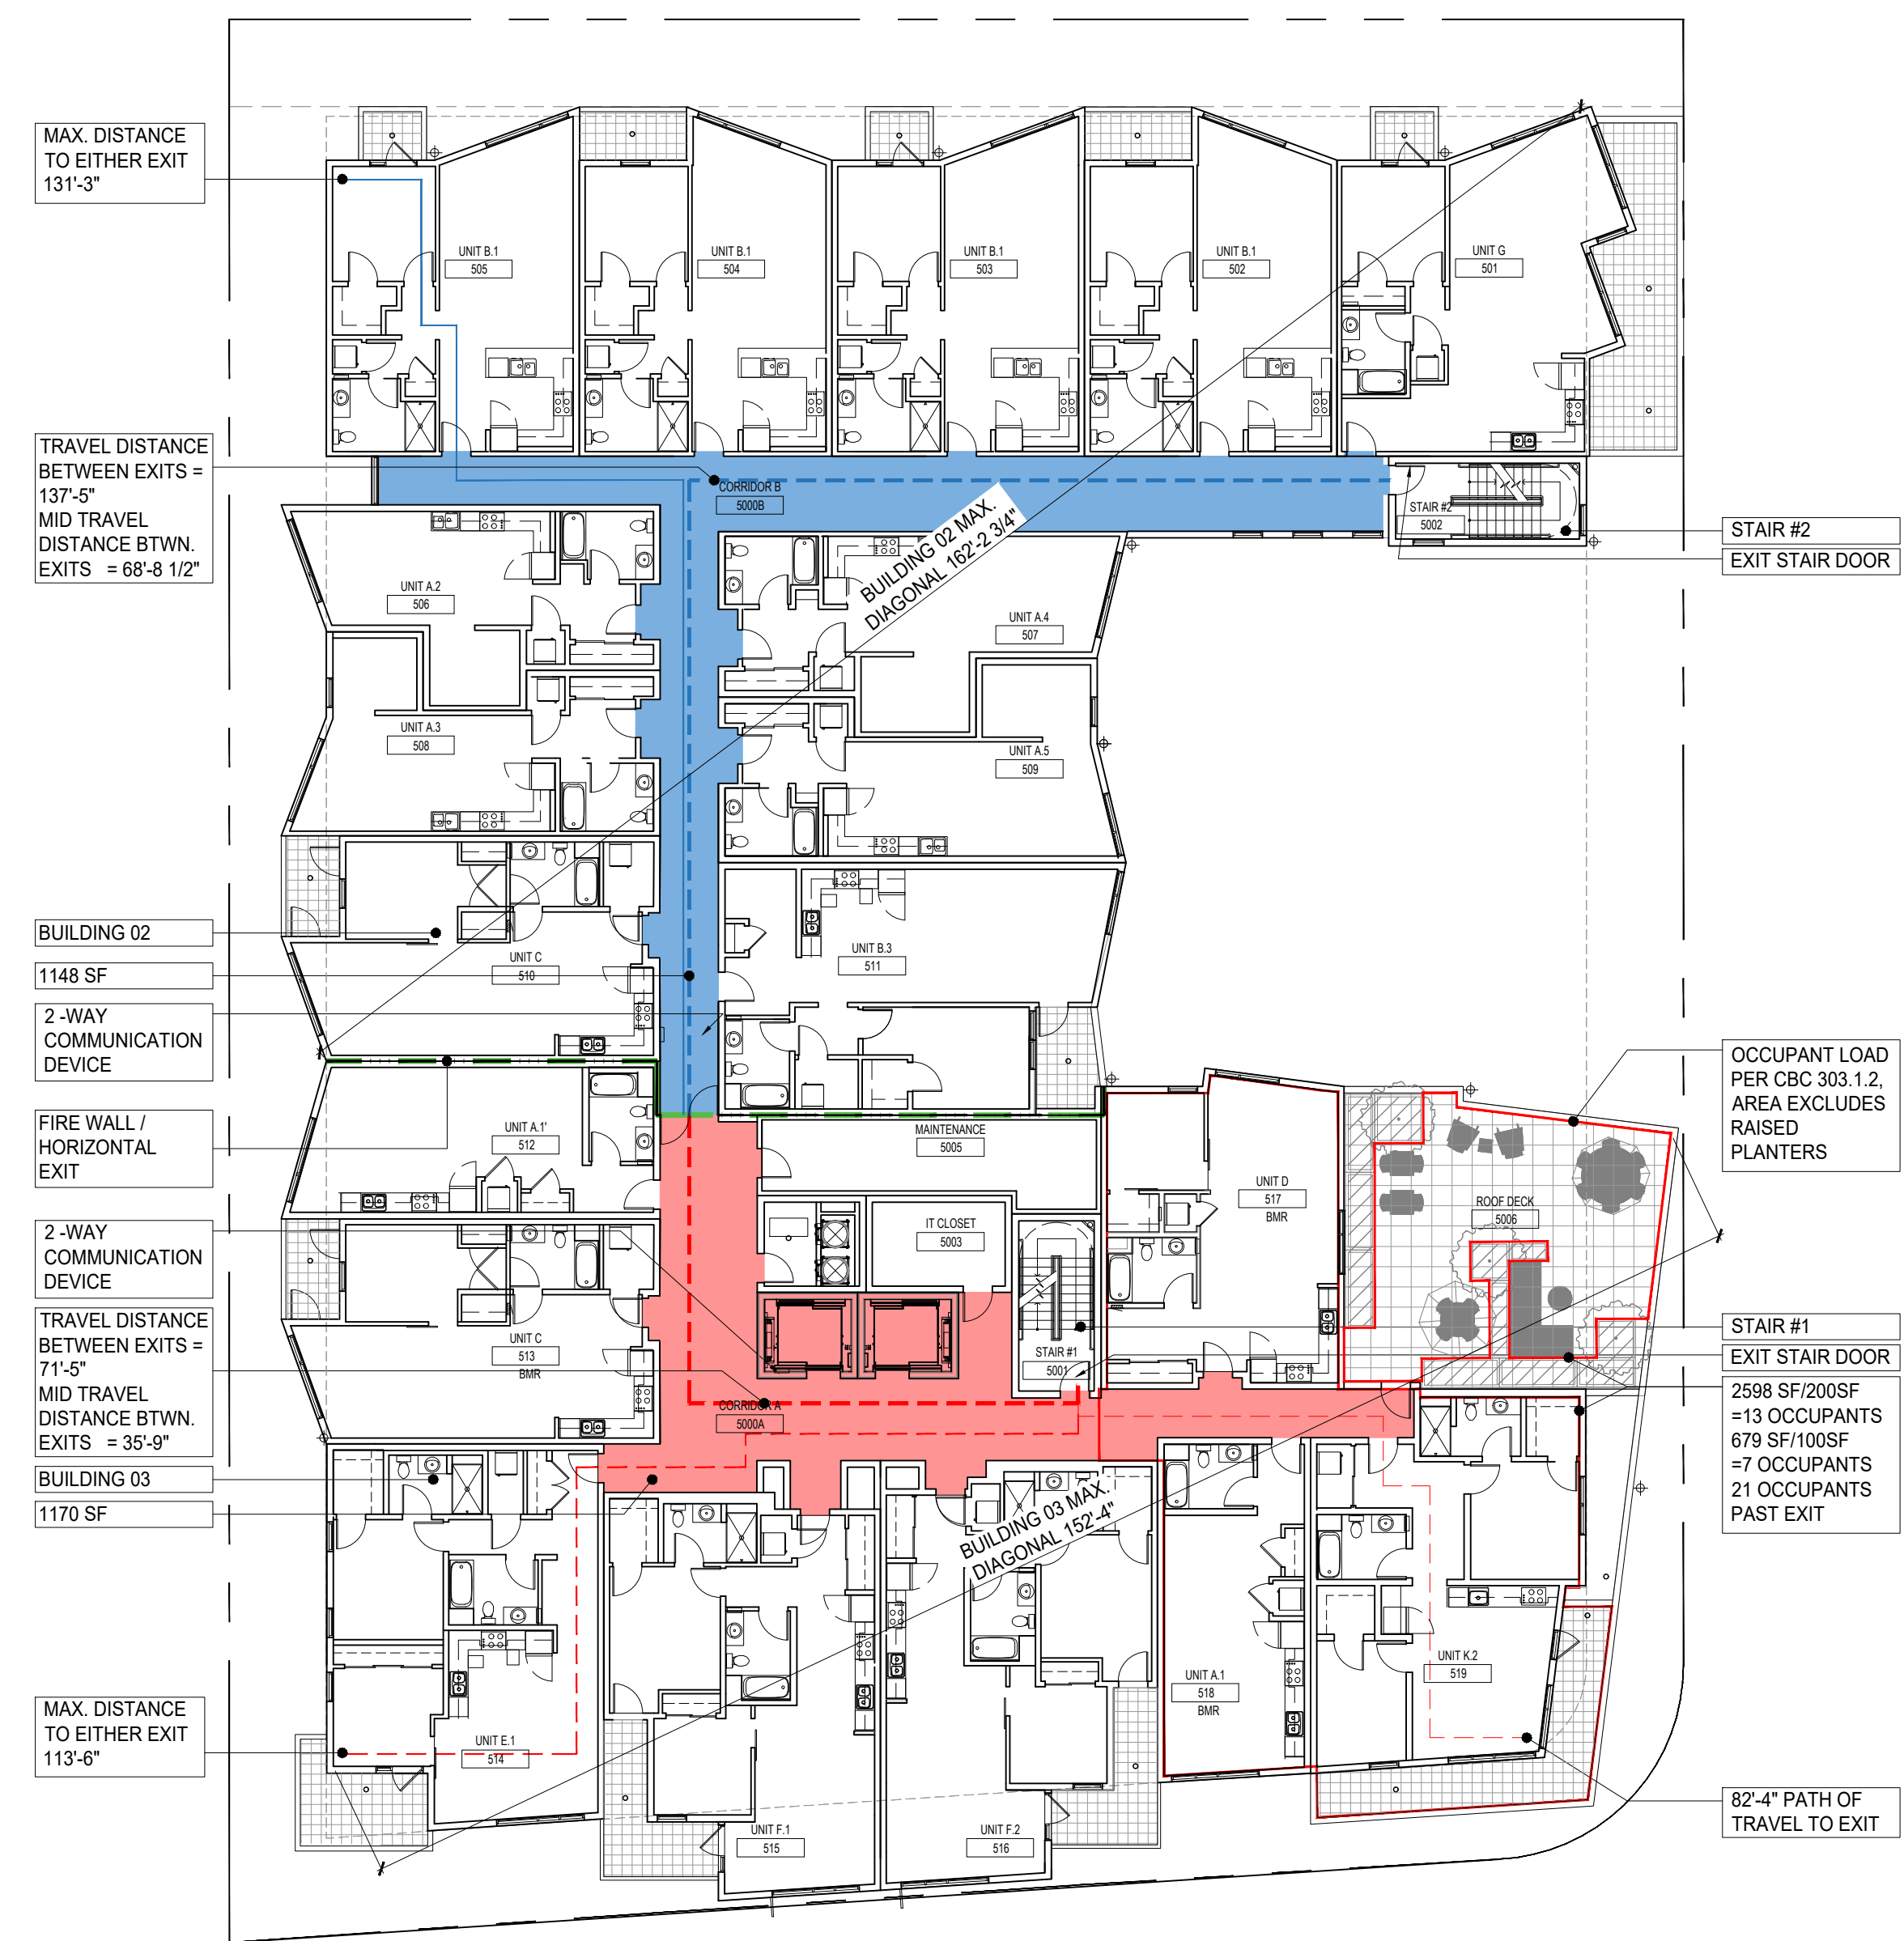 MAX. DISTANCE
TO EITHER EXIT
131'-3"
UNIT B.1
505
UNIT B.1
504
UNIT B.1
503
UNIT B.1
502
UNIT G
501
TRAVEL DISTANCE
BETWEEN EXITS =
137'-5"
MID TRAVEL
DISTANCE BTWN.
EXITS = 68'-8 1/2"
CORRIDOR B
5000B
STAIR #2
5002
STAIR #2
EXIT STAIR DOOR
BUILDING 02 MAX.
DIAGONAL 162'-2 3/4"
UNIT A.2
506
UNIT A.4
507
UNIT A.3
508
UNIT A.5
509
BUILDING 02
1148 SF
2 -WAY
COMMUNICATION
DEVICE
UNIT C
510
UNIT B.3
511
FIRE WALL /
HORIZONTAL
EXIT
UNIT A.1'
512
MAINTENANCE
5005
UNIT D
517
BMR
OCCUPANT LOAD
PER CBC 303.1.2,
AREA EXCLUDES
RAISED
PLANTERS
ROOF DECK
5006
2 -WAY
COMMUNICATION
DEVICE
IT CLOSET
5003
TRAVEL DISTANCE
BETWEEN EXITS =
71'-5"
MID TRAVEL
DISTANCE BTWN.
EXITS = 35'-9"
UNIT C
513
BMR
STAIR #1
5001
STAIR #1
EXIT STAIR DOOR
CORRIDOR A
5000A
2598 SF/200SF
=13 OCCUPANTS
679 SF/100SF
=7 OCCUPANTS
21 OCCUPANTS
PAST EXIT
BUILDING 03
1170 SF
BUILDING 03 MAX.
DIAGONAL 152'-4"
MAX. DISTANCE
TO EITHER EXIT
113'-6"
UNIT E.1
514
UNIT F.1
515
UNIT F.2
516
UNIT A.1
518
BMR
UNIT K.2
519
82'-4" PATH OF
TRAVEL TO EXIT